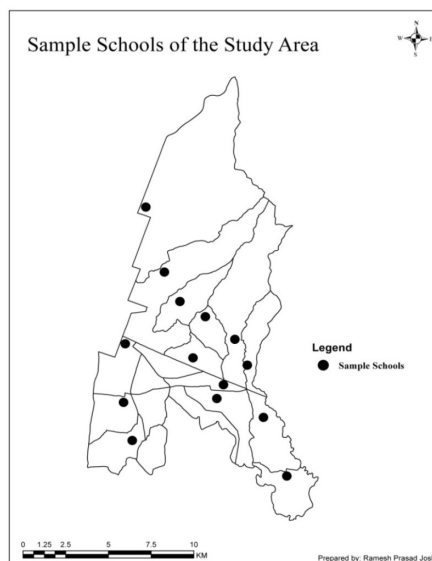 Sample Schools of the Study Area
N
W E
S
Legend
Sample Schools
0 1.25 2.5 5 7.5 10
KM
Prepared by: Ramesh Prasad Josh